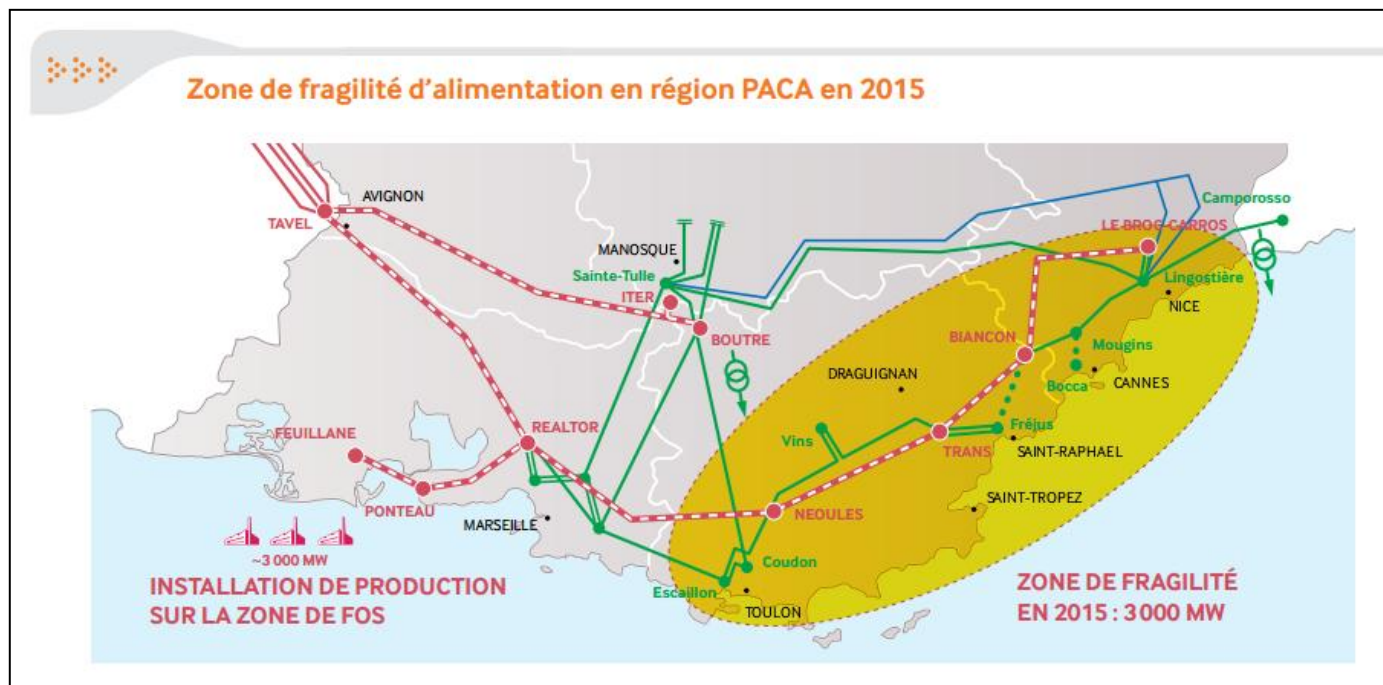 Zone de fragilité d'alimentation en région PACA en 2015
AVIGNON
TAVEL
Camporosso
LE BROC-CARROS
MANOSQUE
Sainte-Tulle
ITER
Lingostière
NICE
BOUTRE
BIANCON
Mougins
DRAGUIGNAN
Bocca
CANNES
REALTOR
FEUILLANE
Vins
Fréjus
TRANS
SAINT-RAPHAEL
PONTEAU
MARSEILLE
SAINT-TROPEZ
NEOULES
~3 000 MW
Coudon
INSTALLATION DE PRODUCTION
SUR LA ZONE DE FOS
Escaillon
TOULON
ZONE DE FRAGILITÉ
EN 2015 : 3 000 MW